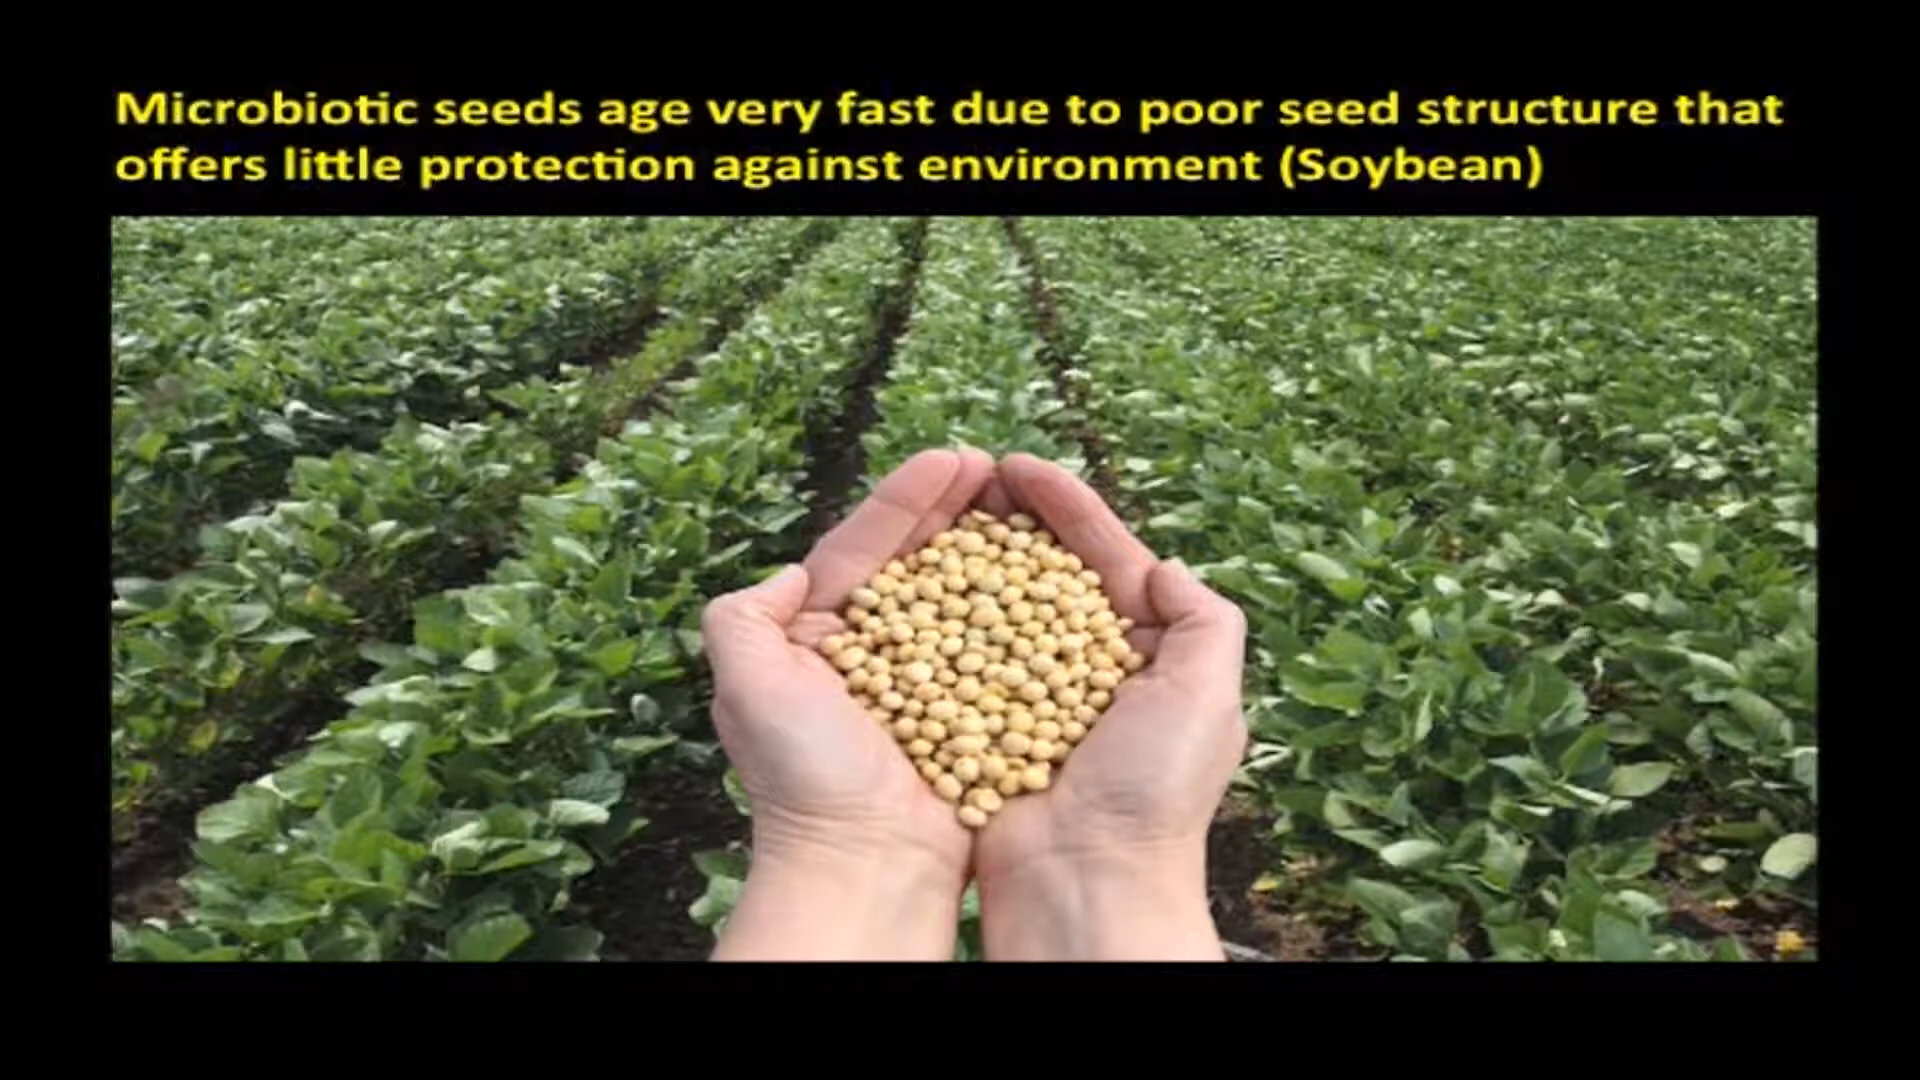 Microbiotic seeds age very fast due to poor seed structure that
offers little protection against environment (Soybean)